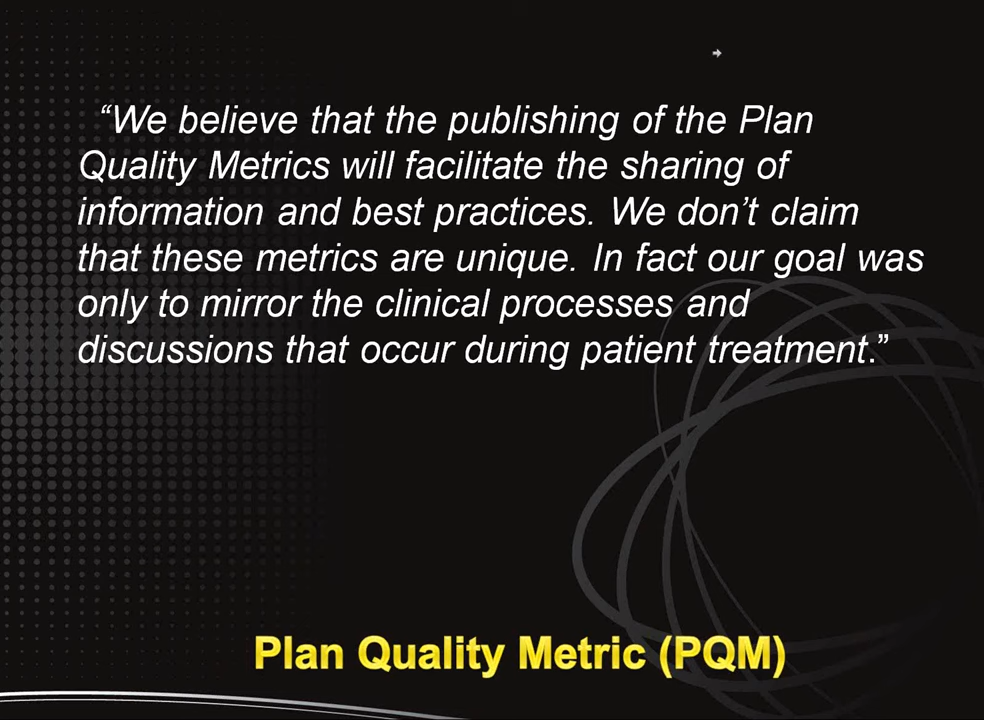 “We believe that the publishing of the Plan
Quality Metrics will facilitate the sharing of
information and best practices. We don’t claim
that these metrics are unique. In fact our goal was
only to mirror the clinical processes and
discussions that occur during patient treatment.”
Plan Quality Metric (PQM)